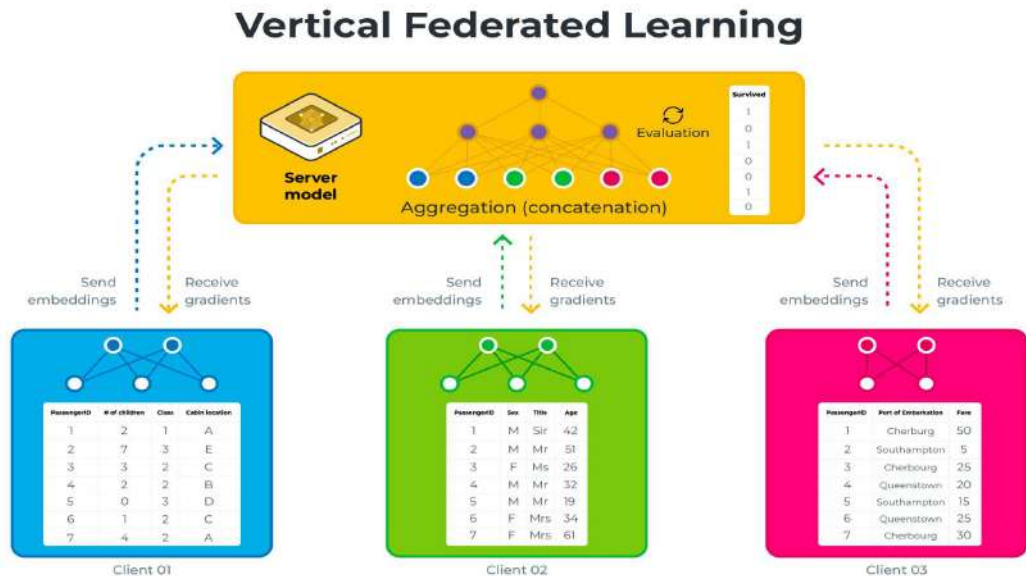 Vertical Federated Learning
Server
model
Aggregation (concatenation)
Evaluation
Survived
1
0
1
0
0
1
0
Send
embeddings
Receive
gradients
Send
embeddings
Receive
gradients
Send
embeddings
Receive
gradients
PassengerID # of children Class Cabin location
1 2 1 A
2 7 3 E
3 3 2 C
4 2 2 B
5 0 3 D
6 1 2 C
7 4 2 A
Client 01
PassengerID Sex Title Age
1 M Sir 42
2 M Mr 51
3 F Ms 26
4 M Mr 32
5 M Mr 19
6 F Mrs 34
7 F Mrs 61
Client 02
PassengerID Port of Embarkation Fare
1 Cherburg 50
2 Southampton 5
3 Cherbourg 25
4 Queenstown 20
5 Southampton 15
6 Queenstown 25
7 Cherbourg 30
Client 03